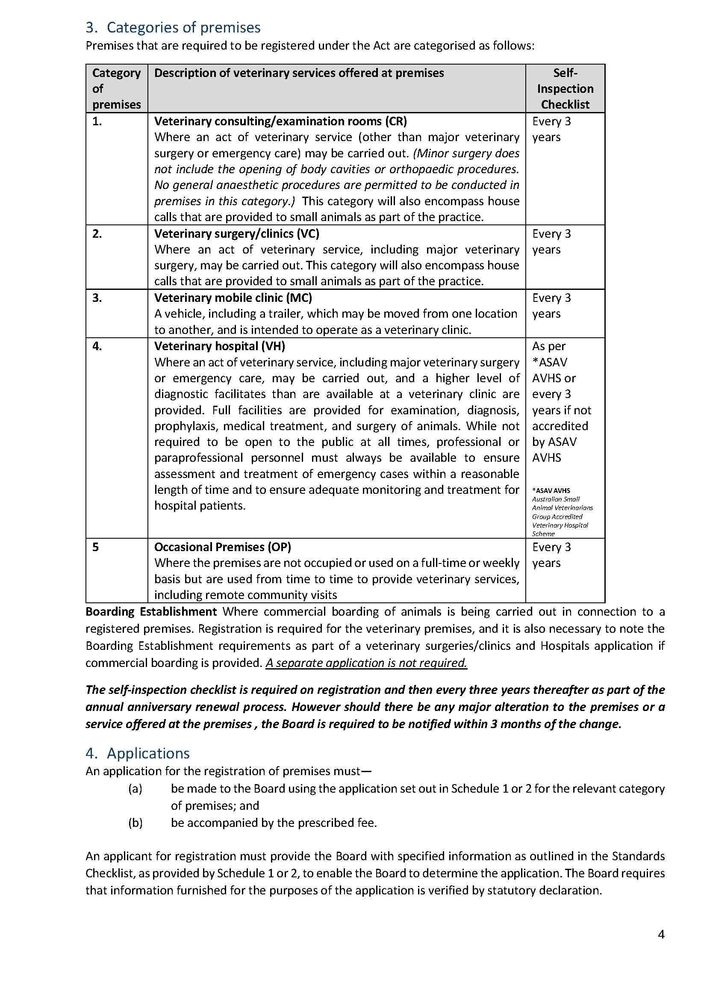 3. Categories of premises
Premises that are required to be registered under the Act are categorised as follows:
Category of premises
Description of veterinary services offered at premises
Self-Inspection Checklist
1.
Veterinary consulting/examination rooms (CR)
Where an act of veterinary service (other than major veterinary
surgery or emergency care) may be carried out. (Minor surgery does
not include the opening of body cavities or orthopaedic procedures.
No general anaesthetic procedures are permitted to be conducted in
premises in this category.) This category will also encompass house
calls that are provided to small animals as part of the practice.
Every 3
years
2.
Veterinary surgery/clinics (VC)
Where an act of veterinary service, including major veterinary
surgery, may be carried out. This category will also encompass house
calls that are provided to small animals as part of the practice.
Every 3
years
3.
Veterinary mobile clinic (MC)
A vehicle, including a trailer, which may be moved from one location
to another, and is intended to operate as a veterinary clinic.
Every 3
years
4.
Veterinary hospital (VH)
Where an act of veterinary service, including major veterinary surgery
or emergency care, may be carried out, and a higher level of
diagnostic facilitates than are available at a veterinary clinic are
provided. Full facilities are provided for examination, diagnosis,
prophylaxis, medical treatment, and surgery of animals. While not
required to be open to the public at all times, professional or
paraprofessional personnel must always be available to ensure
assessment and treatment of emergency cases within a reasonable
length of time and to ensure adequate monitoring and treatment for
hospital patients.
As per
*ASAV
AVHS or
every 3
years if not
accredited
by ASAV
AVHS
*ASAV AVHS
Australian Small
Animal Veterinarians
Group Accredited
Veterinary Hospital
Scheme
5
Occasional Premises (OP)
Where the premises are not occupied or used on a full-time or weekly
basis but are used from time to time to provide veterinary services,
including remote community visits
Every 3
years
Boarding Establishment Where commercial boarding of animals is being carried out in connection to a
registered premises. Registration is required for the veterinary premises, and it is also necessary to note the
Boarding Establishment requirements as part of a veterinary surgeries/clinics and Hospitals application if
commercial boarding is provided. A separate application is not required.
The self-inspection checklist is required on registration and then every three years thereafter as part of the
annual anniversary renewal process. However should there be any major alteration to the premises or a
service offered at the premises , the Board is required to be notified within 3 months of the change.
4. Applications
An application for the registration of premises must—
(a) be made to the Board using the application set out in Schedule 1 or 2 for the relevant category
of premises; and
(b) be accompanied by the prescribed fee.
An applicant for registration must provide the Board with specified information as outlined in the Standards
Checklist, as provided by Schedule 1 or 2, to enable the Board to determine the application. The Board requires
that information furnished for the purposes of the application is verified by statutory declaration.
4